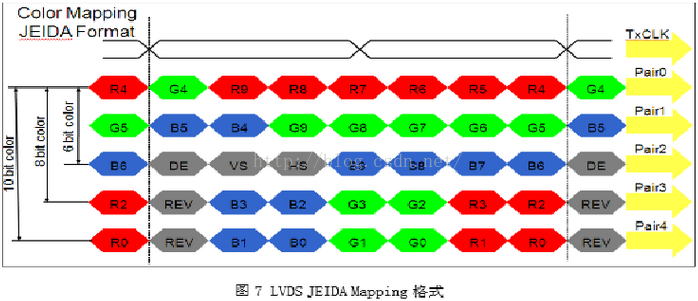 Color Mapping
JEIDA Format
TxCLK
R4 G4 R9 R8 R7 R6 R5 R4 G4 Pair0
G5 B5 B4 G9 G8 G7 G6 G5 B5 Pair1
B6 DE VS HS B9 B8 B7 B6 DE Pair2
R2 REV B3 B2 G3 G2 R3 R2 REV Pair3
R0 REV B1 B0 G1 G0 R1 R0 REV Pair4
10 bit color
8 bit color
6 bit color
http://blog.csdn.net/
图 7 LVDS JEIDA Mapping 格式